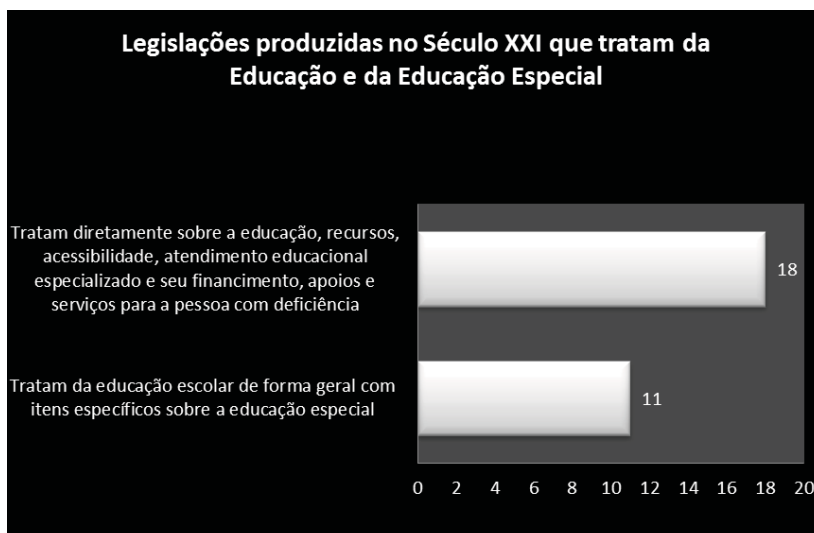 Legislações produzidas no Século XXI que tratam da
Educação e da Educação Especial
Tratam diretamente sobre a educação, recursos,
acessibilidade, atendimento educacional
especializado e seu financimento, apoios e
serviços para a pessoa com deficiência
18
Tratam da educação escolar de forma geral com
itens específicos sobre a educação especial
11
0 2 4 6 8 10 12 14 16 18 20